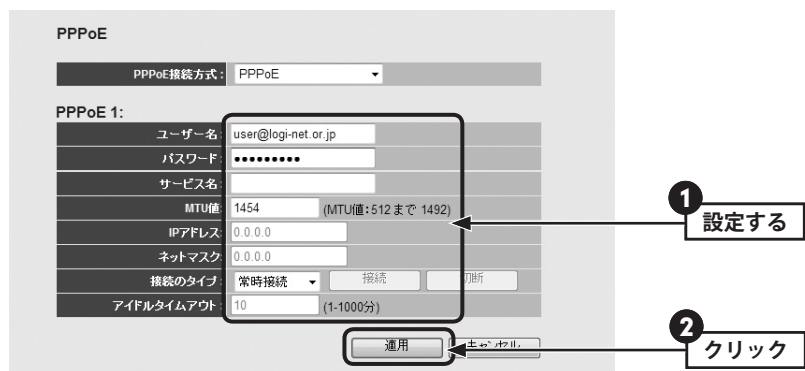 PPPoE
PPPoE接続方式： PPPoE
PPPoE 1:
ユーザー名： user@logi-net.or.jp
パスワード： •••••••••
サービス名：
MTU値： 1454 (MTU値：512 まで 1492)
IPアドレス： 0.0.0.0
ネットマスク： 0.0.0.0
接続のタイプ： 常時接続 接続 切断
アイドルタイムアウト： 10 (1-1000分)
適用 キャンセル
1 設定する
2 クリック